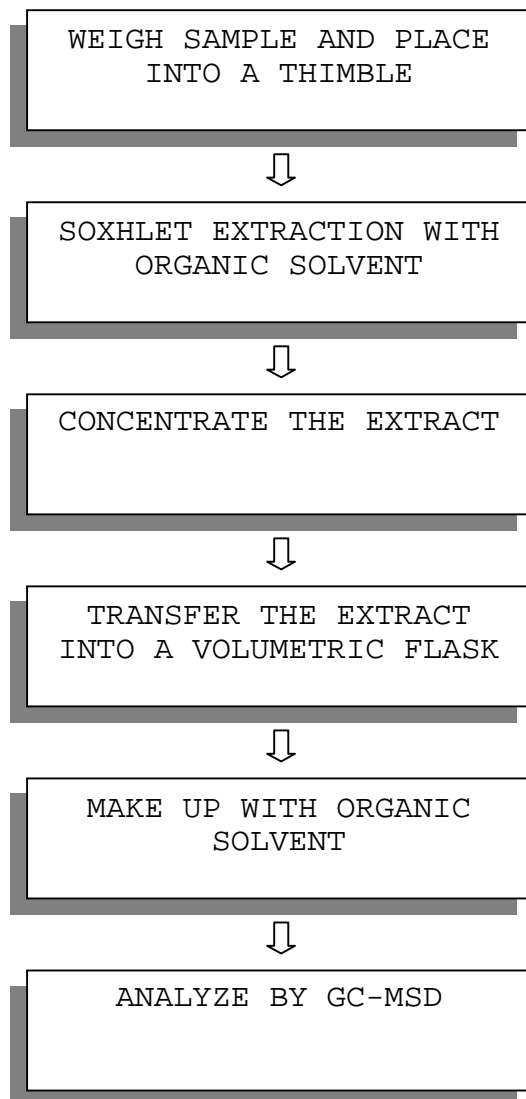 WEIGH SAMPLE AND PLACE
INTO A THIMBLE
SOXHLET EXTRACTION WITH
ORGANIC SOLVENT
CONCENTRATE THE EXTRACT
TRANSFER THE EXTRACT
INTO A VOLUMETRIC FLASK
MAKE UP WITH ORGANIC
SOLVENT
ANALYZE BY GC-MSD